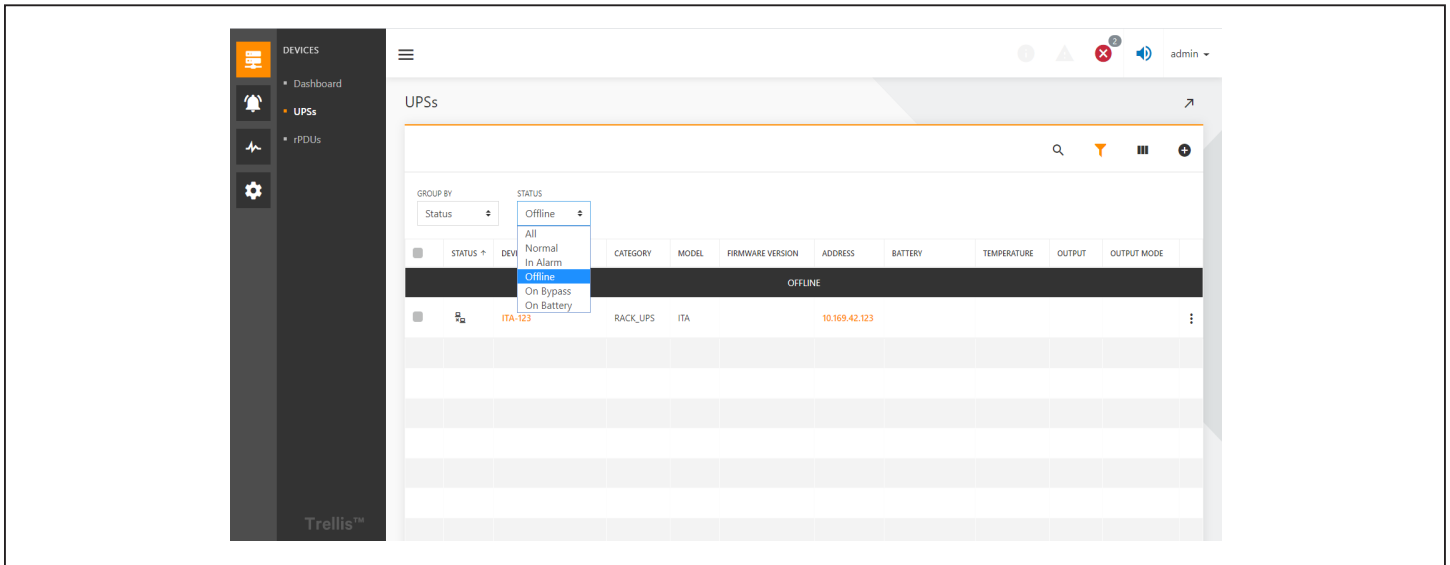 DEVICES
Dashboard
UPSs
rPDUs
Trellis™
2
admin
UPSs
GROUP BY STATUS
Status Offline
All
Normal
In Alarm
Offline
On Bypass
On Battery
STATUS ↑ DEVI CATEGORY MODEL FIRMWARE VERSION ADDRESS BATTERY TEMPERATURE OUTPUT OUTPUT MODE
OFFLINE
ITA-123 RACK_UPS ITA 10.169.42.123